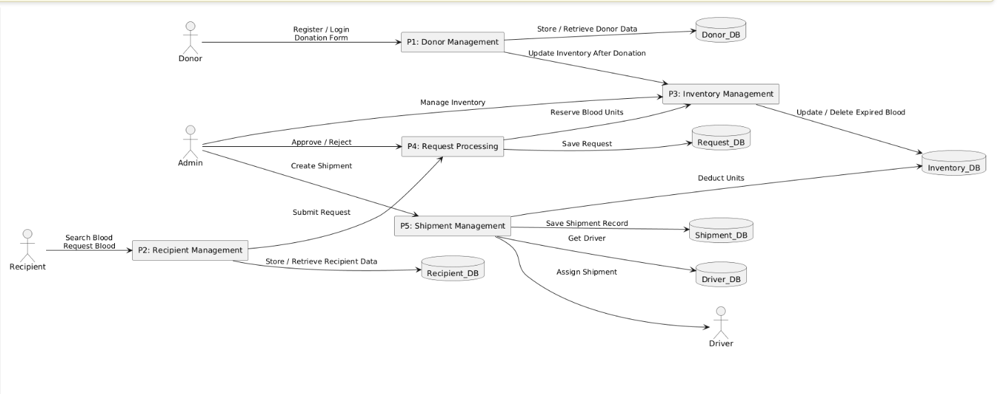 Register / Login
Donation Form
Donor
P1: Donor Management
Store / Retrieve Donor Data
Donor_DB
Update Inventory After Donation
P3: Inventory Management
Manage Inventory
Reserve Blood Units
Update / Delete Expired Blood
Admin
Approve / Reject
P4: Request Processing
Save Request
Request_DB
Inventory_DB
Create Shipment
Deduct Units
Submit Request
P5: Shipment Management
Save Shipment Record
Shipment_DB
Get Driver
Search Blood
Request Blood
Recipient
P2: Recipient Management
Store / Retrieve Recipient Data
Recipient_DB
Assign Shipment
Driver_DB
Driver